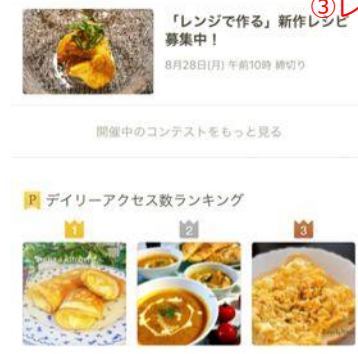 ③レ
「レンジで作る」新作レシピ
募集中！
8月28日(月) 午前10時 締切り
開催中のコンテストをもっと見る
P デイリーアクセス数ランキング
1 2 3